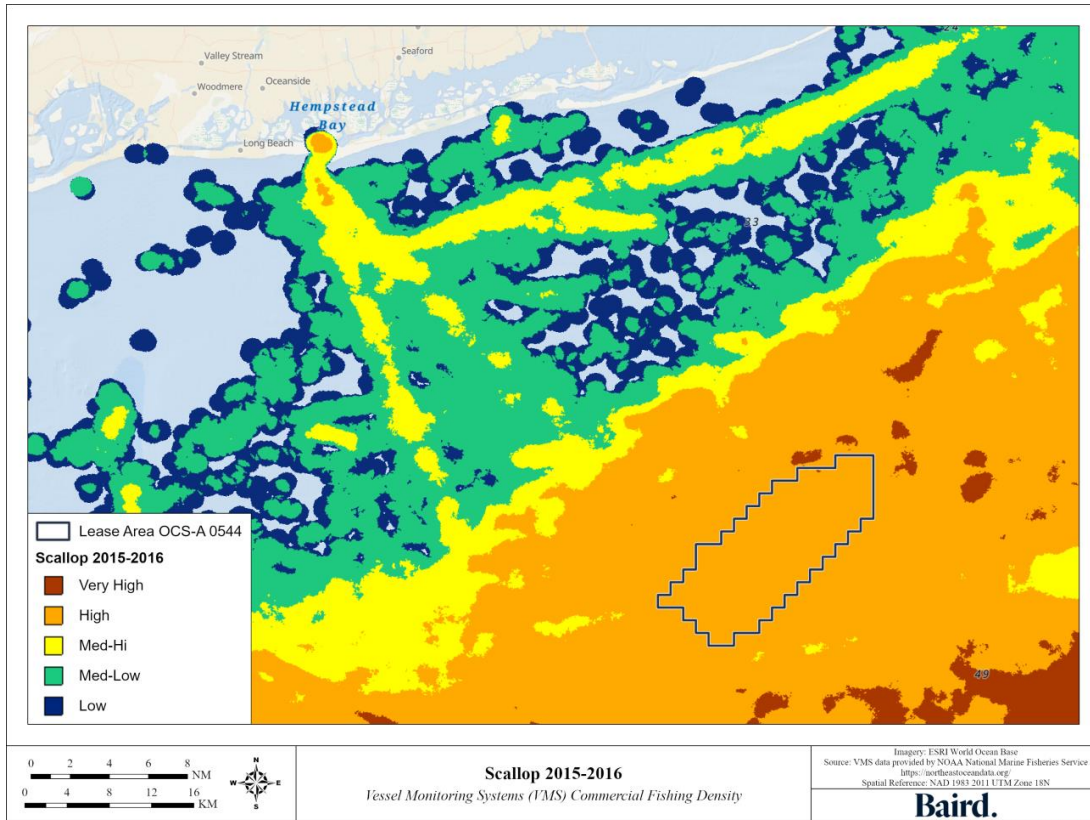 24
Valley Stream
Seaford
Woodmere
Oceanside
Hempstead
Bay
Long Beach
33
49
Lease Area OCS-A 0544
Scallop 2015-2016
Very High
High
Med-Hi
Med-Low
Low
0 2 4 6 8
NM
0 4 8 12 16
KM
N
W E
S
Scallop 2015-2016
Vessel Monitoring Systems (VMS) Commercial Fishing Density
Imagery: ESRI World Ocean Base
Source: VMS data provided by NOAA National Marine Fisheries Service
https://northeastoceandata.org/
Spatial Reference: NAD 1983 2011 UTM Zone 18N
Baird.